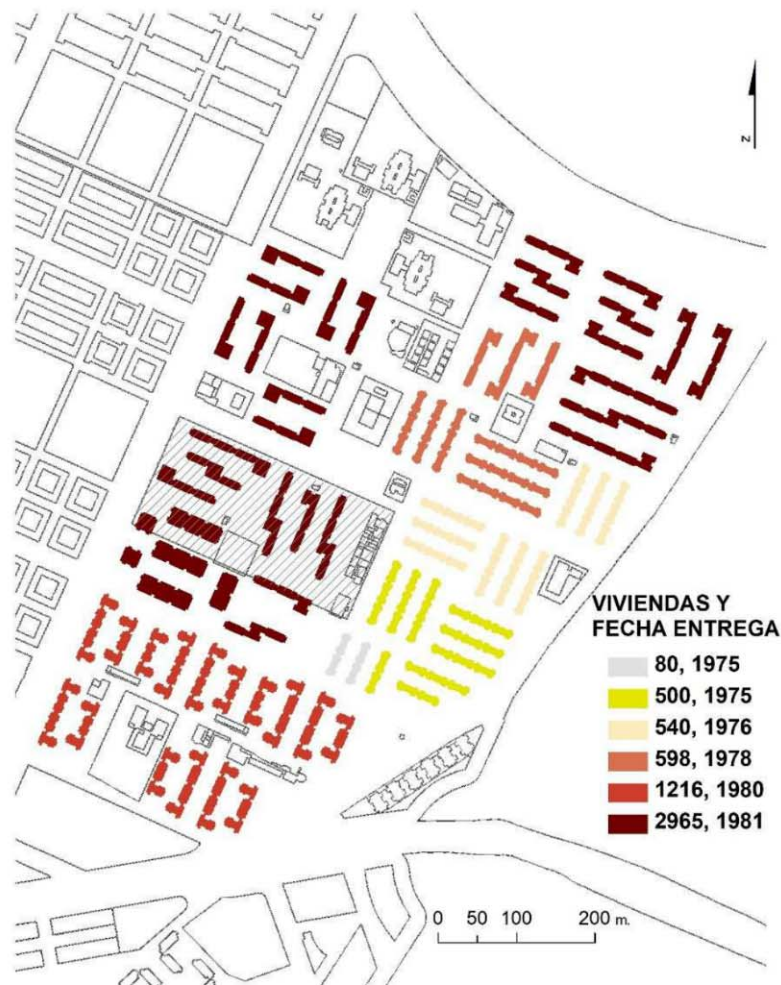 z
VIVIENDAS Y
FECHA ENTREGA
80, 1975
500, 1975
540, 1976
598, 1978
1216, 1980
2965, 1981
0 50 100 200 m.